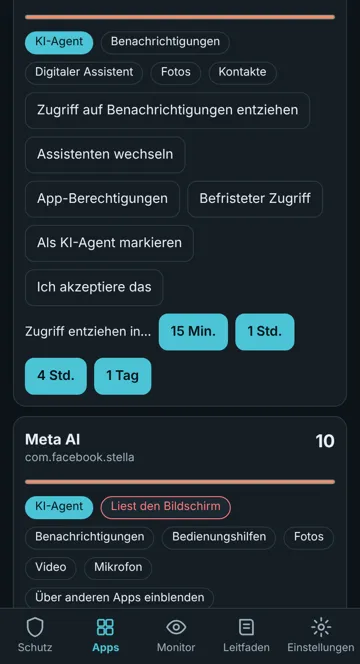 KI-Agent Benachrichtigungen
Digitaler Assistent Fotos Kontakte
Zugriff auf Benachrichtigungen entziehen
Assistenten wechseln
App-Berechtigungen Befristeter Zugriff
Als KI-Agent markieren
Ich akzeptiere das
Zugriff entziehen in... 15 Min. 1 Std.
4 Std. 1 Tag
Meta AI 10
com.facebook.stella
KI-Agent Liest den Bildschirm
Benachrichtigungen Bedienungshilfen Fotos
Video Mikrofon
Über anderen Apps einblenden
Schutz Apps Monitor Leitfaden Einstellungen